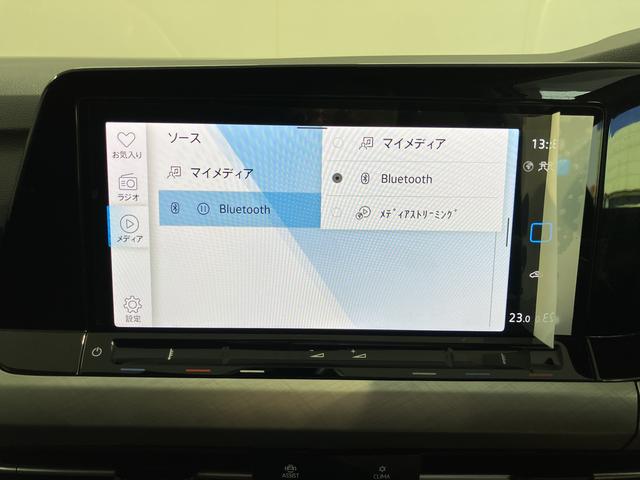 お気入り
ラジオ
メディア
設定
ソース
マイメディア
Bluetooth
マイメディア
Bluetooth
ﾒﾃﾞｨｱｽﾄﾘｰﾐﾝｸﾞ
23.0
ASSIST
CLIMA